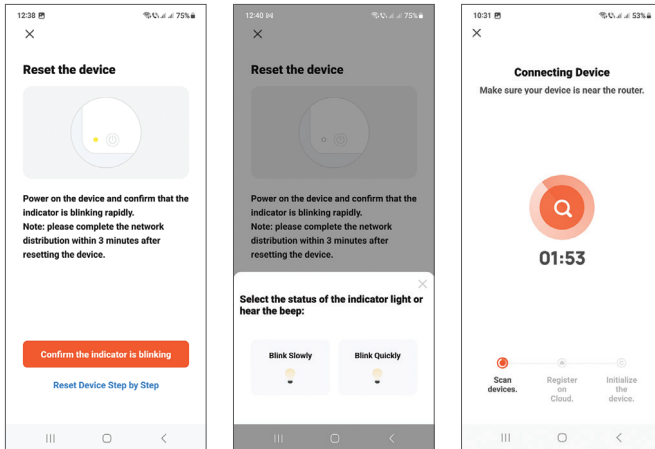 12:38
75%
Reset the device
Power on the device and confirm that the
indicator is blinking rapidly.
Note: please complete the network
distribution within 3 minutes after
resetting the device.
Confirm the indicator is blinking
Reset Device Step by Step
12:40
75%
Reset the device
Power on the device and confirm that the
indicator is blinking rapidly.
Note: please complete the network
distribution within 3 minutes after
resetting the device.
Select the status of the indicator light or
hear the beep:
Blink Slowly
Blink Quickly
10:31
53%
Connecting Device
Make sure your device is near the router.
01:53
Scan
devices.
Register
on
Cloud.
Initialize
the
device.